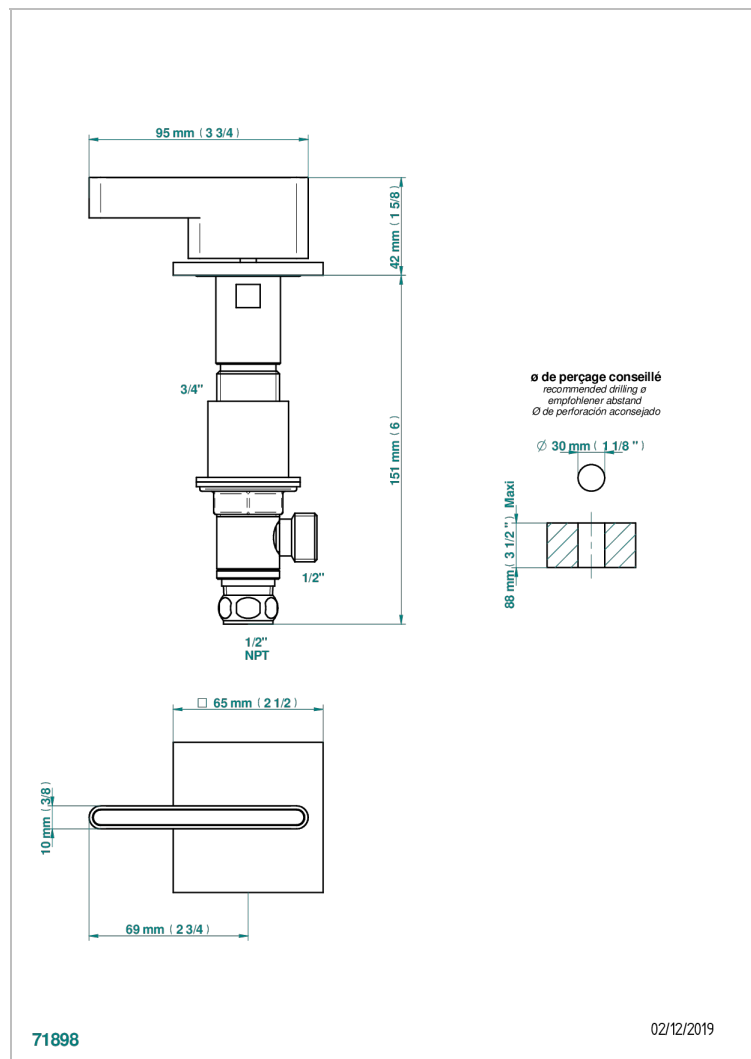 95 mm ( 3 3/4 )
42 mm ( 1 5/8 )
3/4"
151 mm ( 6 )
1/2"
1/2"
NPT
ø de perçage conseillé
recommended drilling ø
empfohlener abstand
Ø de perforación aconsejado
∅ 30 mm ( 1 1/8 " )
88 mm ( 3 1/2 " ) Maxi
□ 65 mm ( 2 1/2 )
10 mm ( 3/8 )
69 mm ( 2 3/4 )
71898
02/12/2019